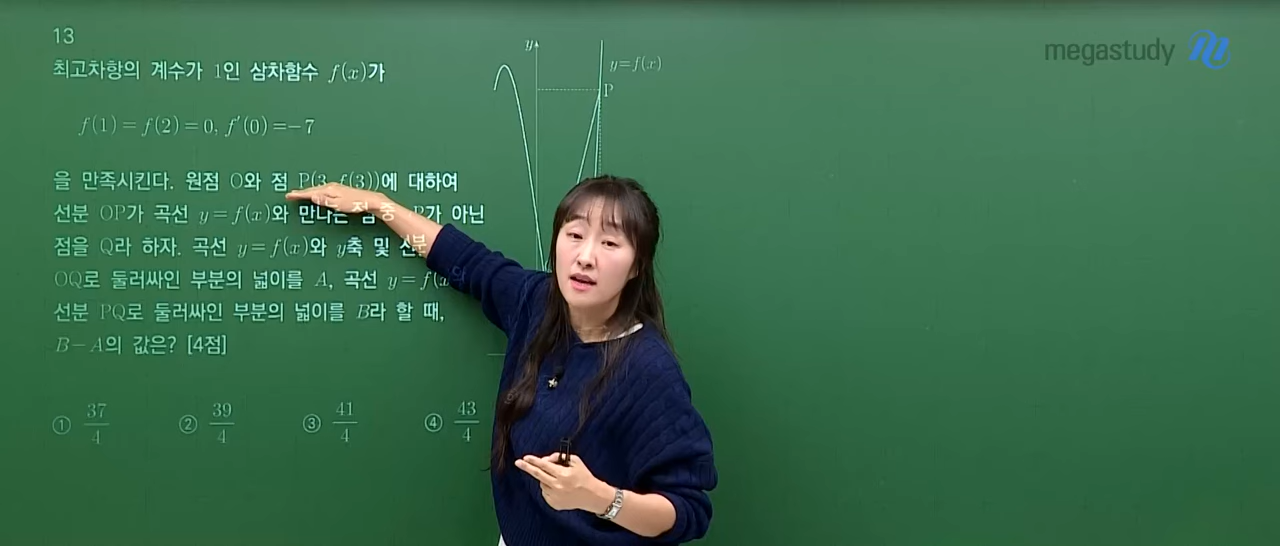 13
megastudy
최고차항의 계수가 1인 삼차함수 f(x)가
y
y=f(x)
P
f(1)=f(2)=0, f'(0)=-7
을 만족시킨다. 원점 O와 점 P(3, f(3))에 대하여
선분 OP가 곡선 y=f(x)와 만나는 점 중 P가 아닌
점을 Q라 하자. 곡선 y=f(x)와 y축 및 선분
OQ로 둘러싸인 부분의 넓이를 A, 곡선 y=f(x)와
선분 PQ로 둘러싸인 부분의 넓이를 B라 할 때,
B-A의 값은? [4점]
① 37/4 ② 39/4 ③ 41/4 ④ 43/4